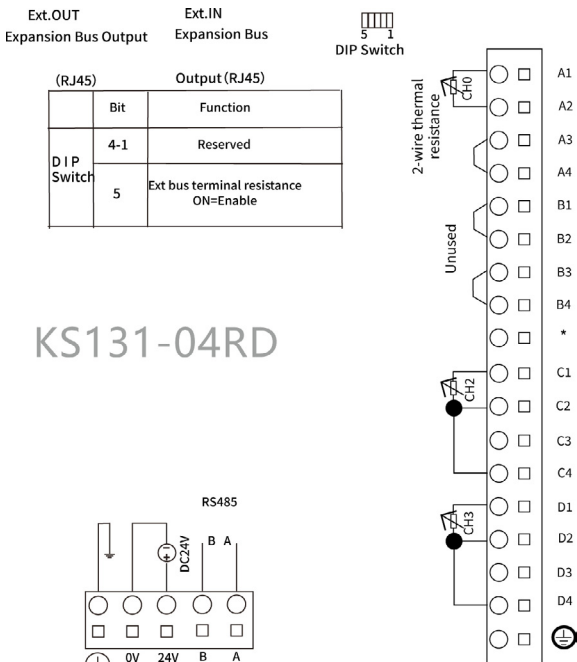 Ext.OUT
Expansion Bus Output
Ext.IN
Expansion Bus
5 1
DIP Switch
(RJ45)
Output(RJ45)
Bit
Function
DIP
Switch
4-1
Reserved
5
Ext bus terminal resistance
ON=Enable
KS131-04RD
2-wire thermal
resistance
CH0
Unused
CH2
CH3
A1
A2
A3
A4
B1
B2
B3
B4
*
C1
C2
C3
C4
D1
D2
D3
D4
RS485
DC24V
B A
0V 24V B A